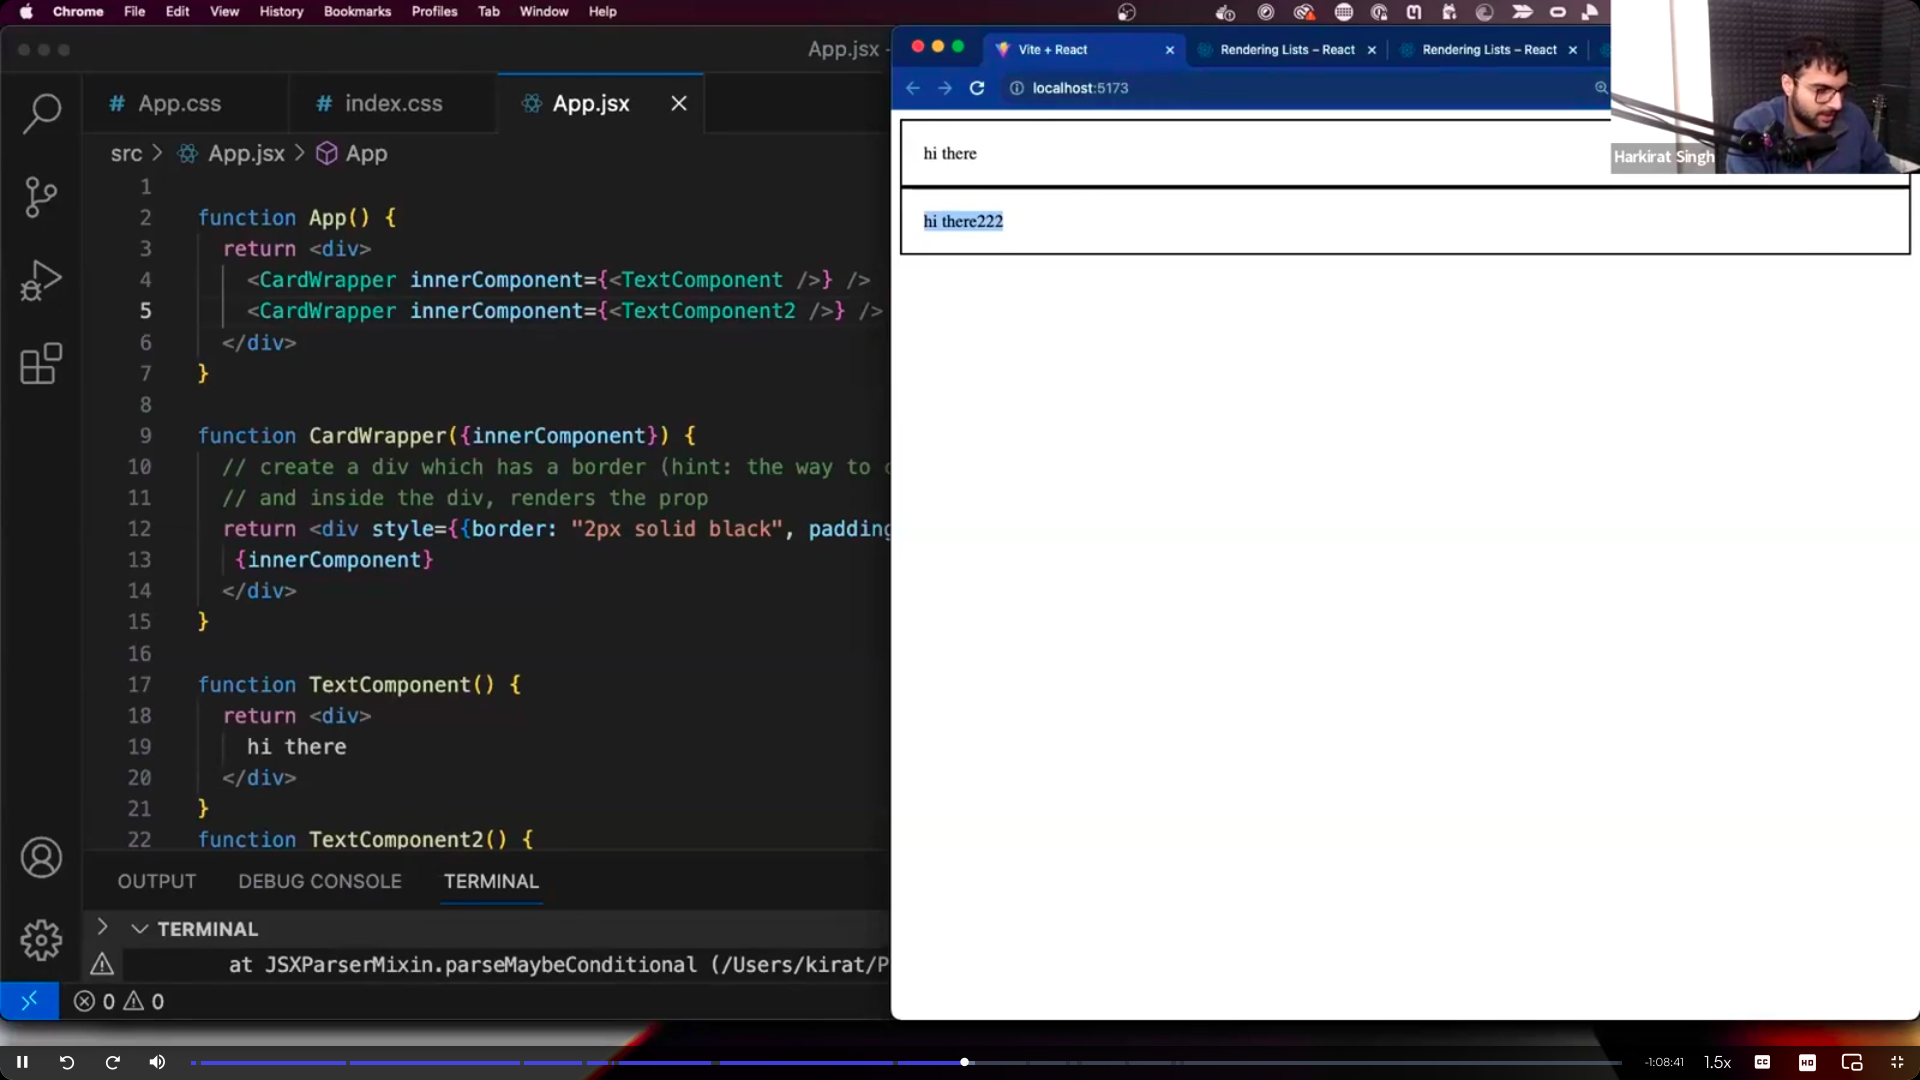 Chrome File Edit View History Bookmarks Profiles Tab Window Help
App.jsx -
# App.css # index.css App.jsx
src > App.jsx > App
1
2 function App() {
3 return <div>
4 <CardWrapper innerComponent={<TextComponent />} />
5 <CardWrapper innerComponent={<TextComponent2 />} />
6 </div>
7 }
8
9 function CardWrapper({innerComponent}) {
10 // create a div which has a border (hint: the way to
11 // and inside the div, renders the prop
12 return <div style={{border: "2px solid black", padding
13 {innerComponent}
14 </div>
15 }
16
17 function TextComponent() {
18 return <div>
19 hi there
20 </div>
21 }
22 function TextComponent2() {
OUTPUT DEBUG CONSOLE TERMINAL
TERMINAL
at JSXParserMixin.parseMaybeConditional (/Users/kirat/P
0 0
Vite + React
Rendering Lists – React
Rendering Lists – React
localhost:5173
hi there
hi there222
Harkirat Singh
-1:08:41 1.5x CC HD